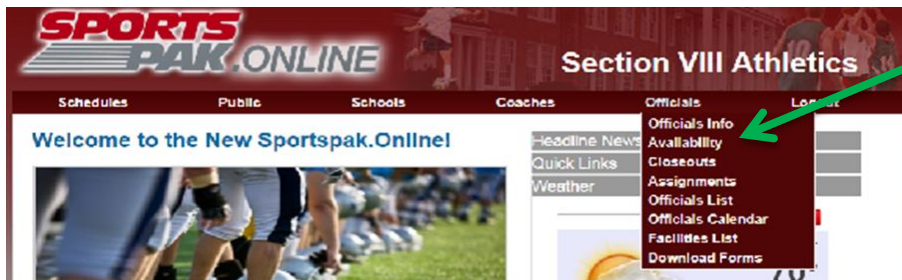 SPORTS
PAK.ONLINE
Section VIII Athletics
Schedules Public Schools Coaches Officials
Welcome to the New Sportspak.Online!
Headline News
Quick Links
Weather
Officials Info
Availability
Closeouts
Assignments
Officials List
Officials Calendar
Facilities List
Download Forms